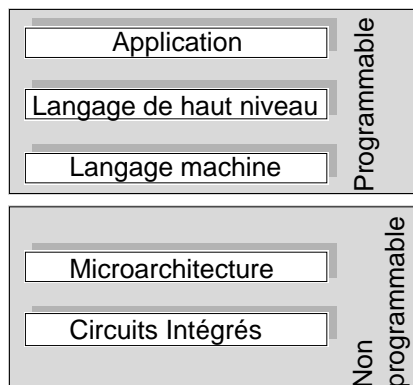 Application
Langage de haut niveau
Langage machine
Programmable
Microarchitecture
Circuits Intégrés
Non
programmable